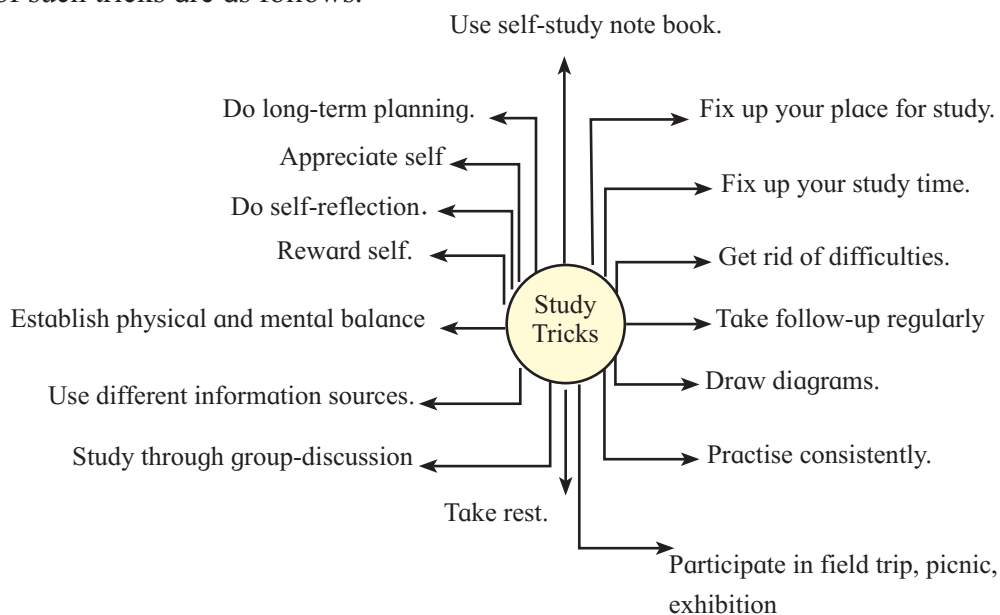 of such tricks are as follows.
Use self-study note book.
Do long-term planning.
Fix up your place for study.
Appreciate self
Fix up your study time.
Do self-reflection.
Reward self.
Get rid of difficulties.
Study
Tricks
Establish physical and mental balance
Take follow-up regularly
Draw diagrams.
Use different information sources.
Study through group-discussion
Practise consistently.
Take rest.
Participate in field trip, picnic,
exhibition